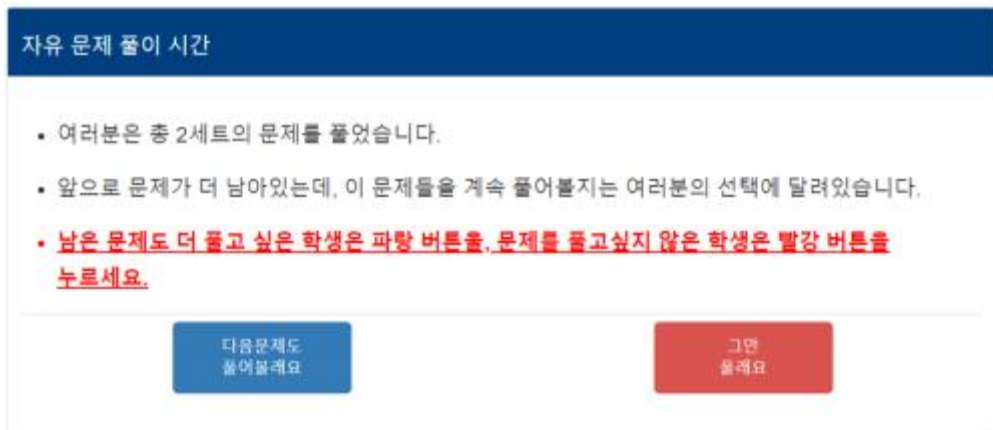 자유 문제 풀이 시간
• 여러분은 총 2세트의 문제를 풀었습니다.
• 앞으로 문제가 더 남아있는데, 이 문제들을 계속 풀어볼지는 여러분의 선택에 달려있습니다.
• 남은 문제도 더 풀고 싶은 학생은 파랑 버튼을, 문제를 풀고싶지 않은 학생은 빨강 버튼을
누르세요.
다음문제도
풀어볼래요
그만
풀래요